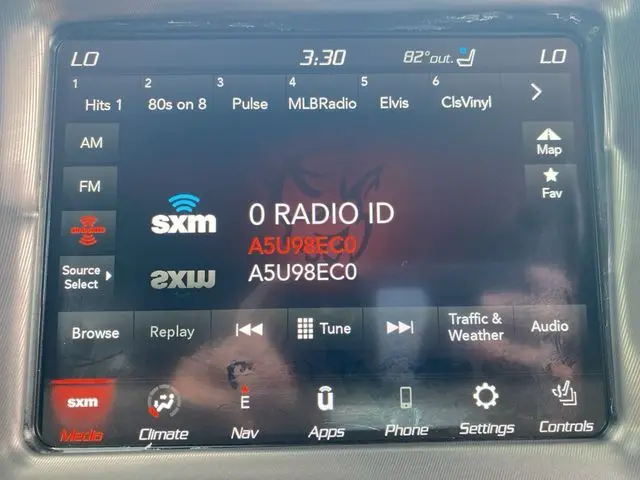 LO 3:30 82°out. LO
1 2 3 4 5 6
Hits 1 80s on 8 Pulse MLBRadio Elvis ClsVinyl
AM
Map
FM
Fav
sxm 0 RADIO ID
A5U98EC0
Source Select sxm A5U98EC0
Browse Replay Tune Traffic & Weather Audio
sxm E ū
Media Climate Nav Apps Phone Settings Controls